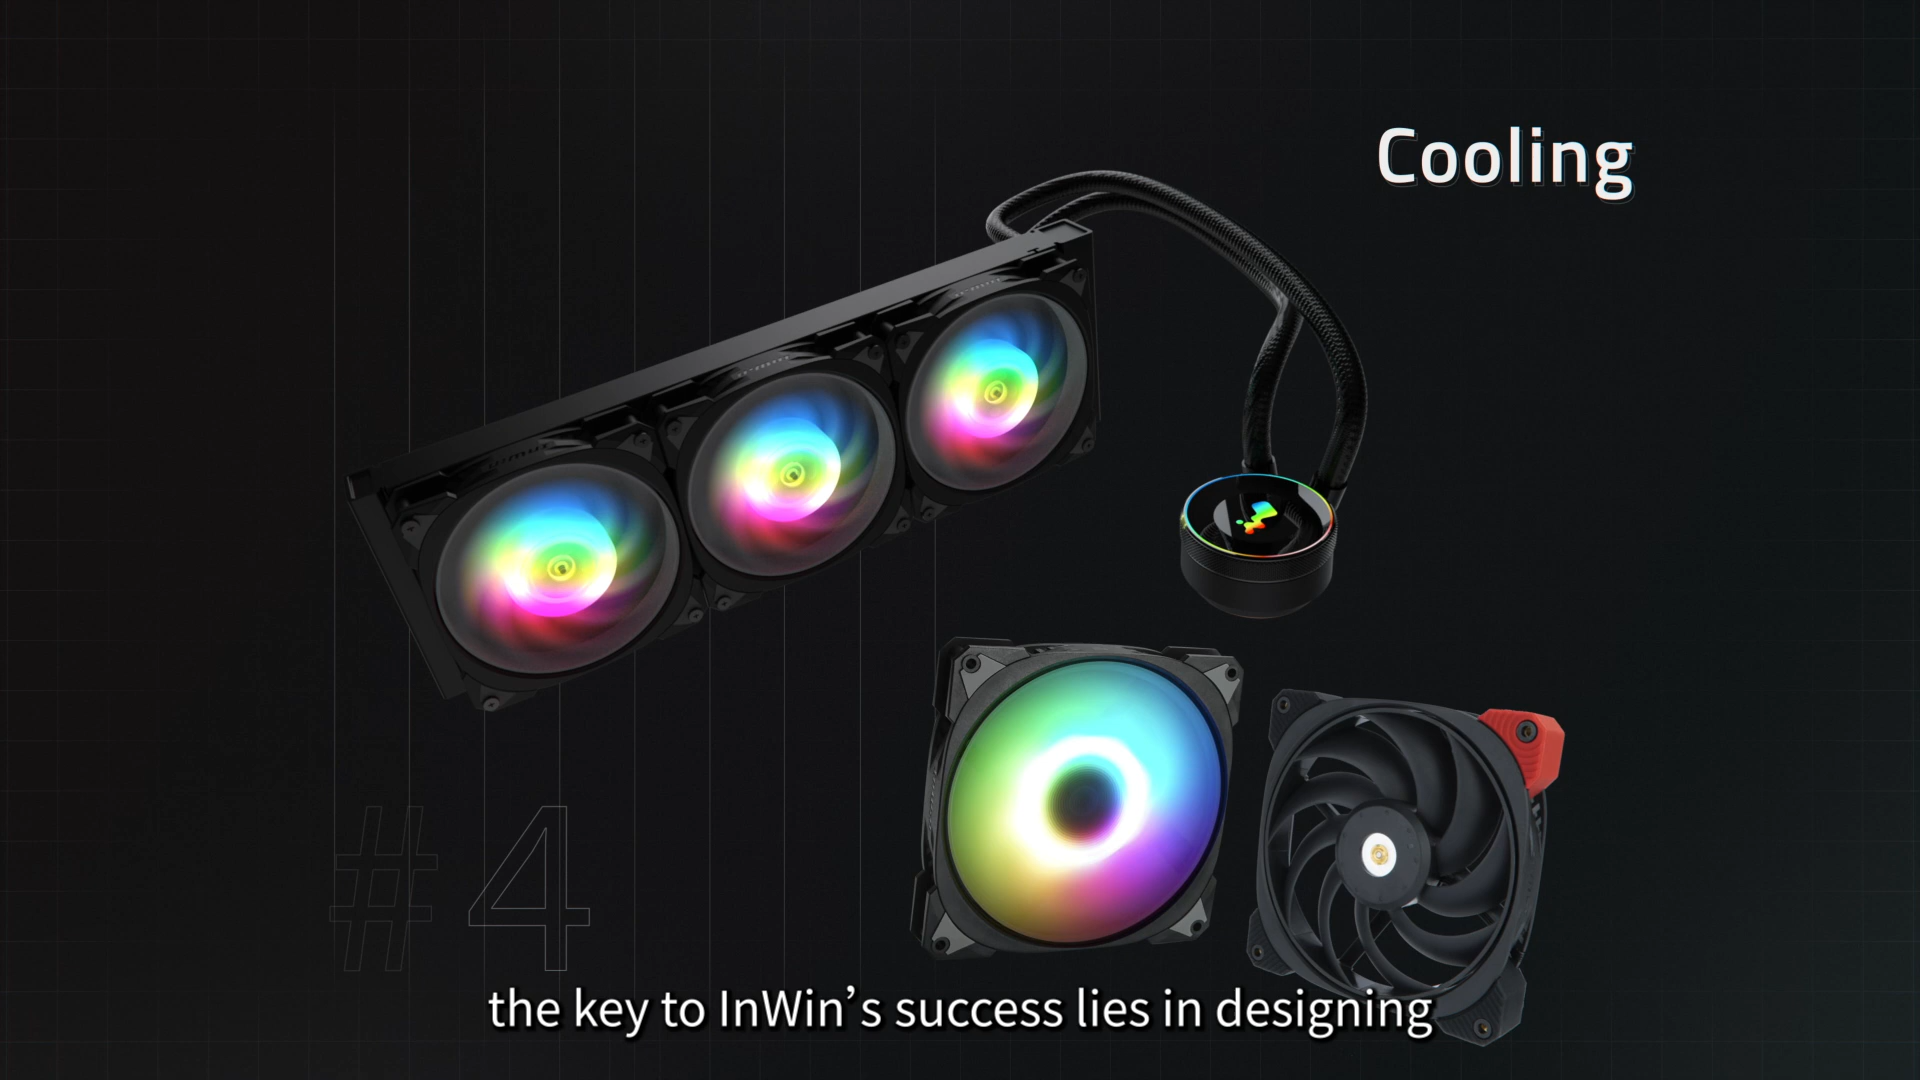 Cooling
#4
the key to InWin’s success lies in designing